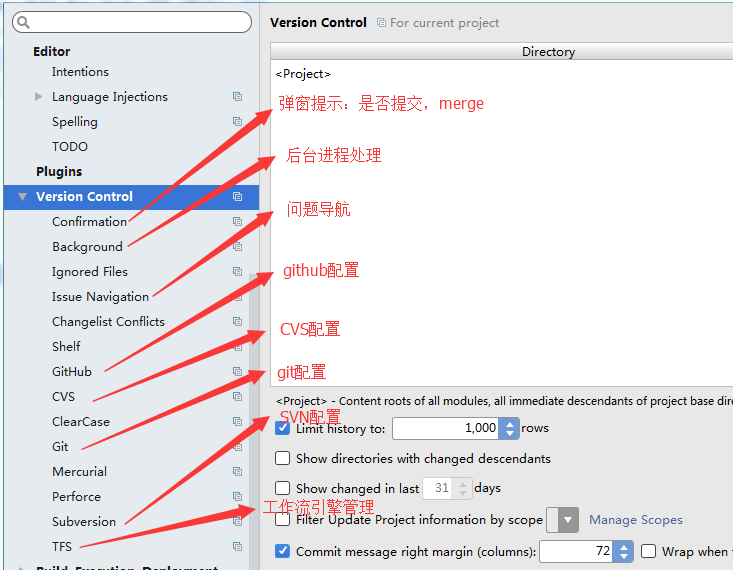 Version Control For current project
Editor
Intentions
Language Injections
Spelling
TODO
Plugins
Version Control
Confirmation
Background
Ignored Files
Issue Navigation
Changelist Conflicts
Shelf
GitHub
CVS
ClearCase
Git
Mercurial
Perforce
Subversion
TFS
Build, Execution, Deployment
Directory
<Project>
弹窗提示：是否提交，merge
后台进程处理
问题导航
github配置
CVS配置
git配置
<Project> - Content roots of all modules, all immediate descendants of project base dire
SVN配置
Limit history to: 1,000 rows
Show directories with changed descendants
Show changed in last 31 days
工作流引擎管理
Filter Update Project information by scope Manage Scopes
Commit message right margin (columns): 72 Wrap when